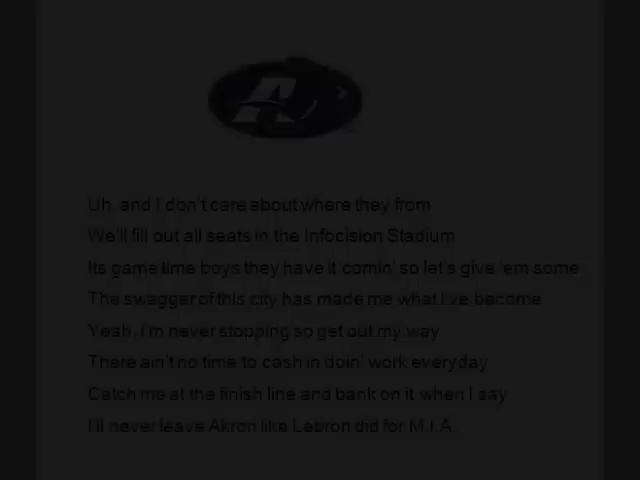 Uh, and I don't care about where they from
We'll fill out all seats in the Infocision Stadium
Its game time boys they have it comin' so let's give 'em some
The swagger of this city has made me what I've become
Yeah, I'm never stopping so get out my way
There ain't no time to cash in doin' work everyday
Catch me at the finish line and bank on it when I say
I'll never leave Akron like Lebron did for M.I.A.